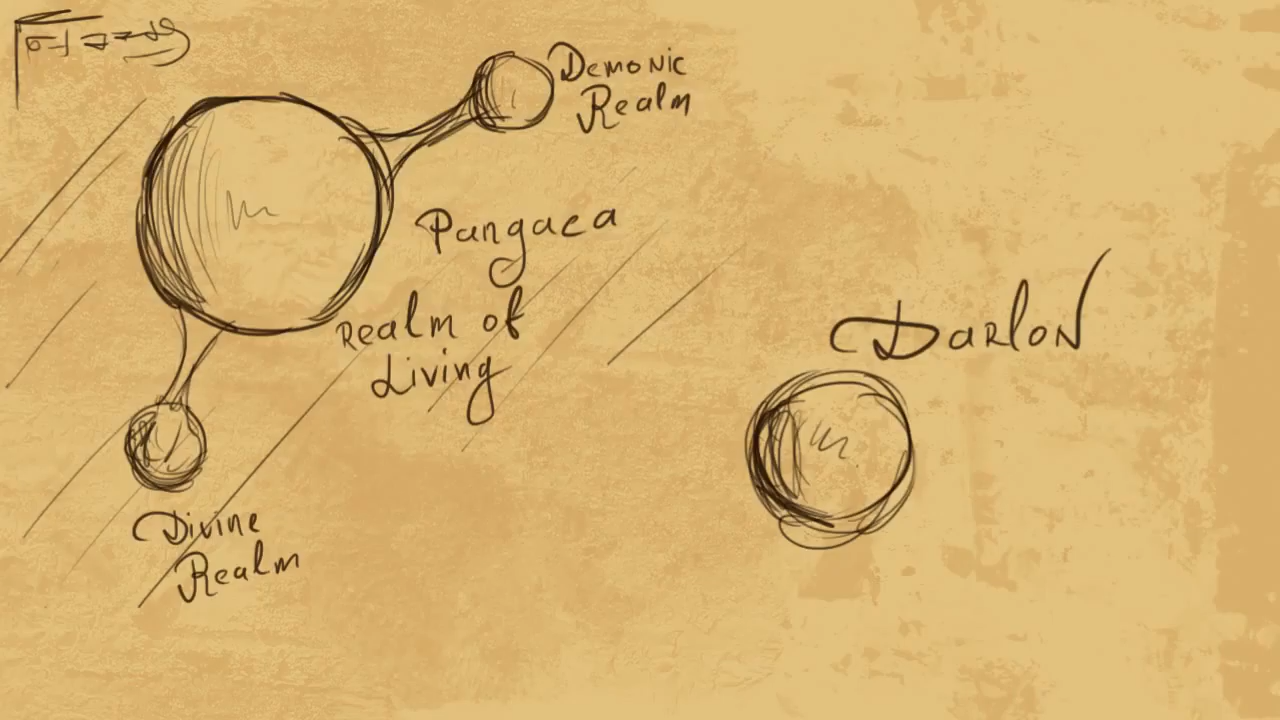 Demonic
Realm
Pangaea
Realm of
Living
Darlon
Divine
Realm